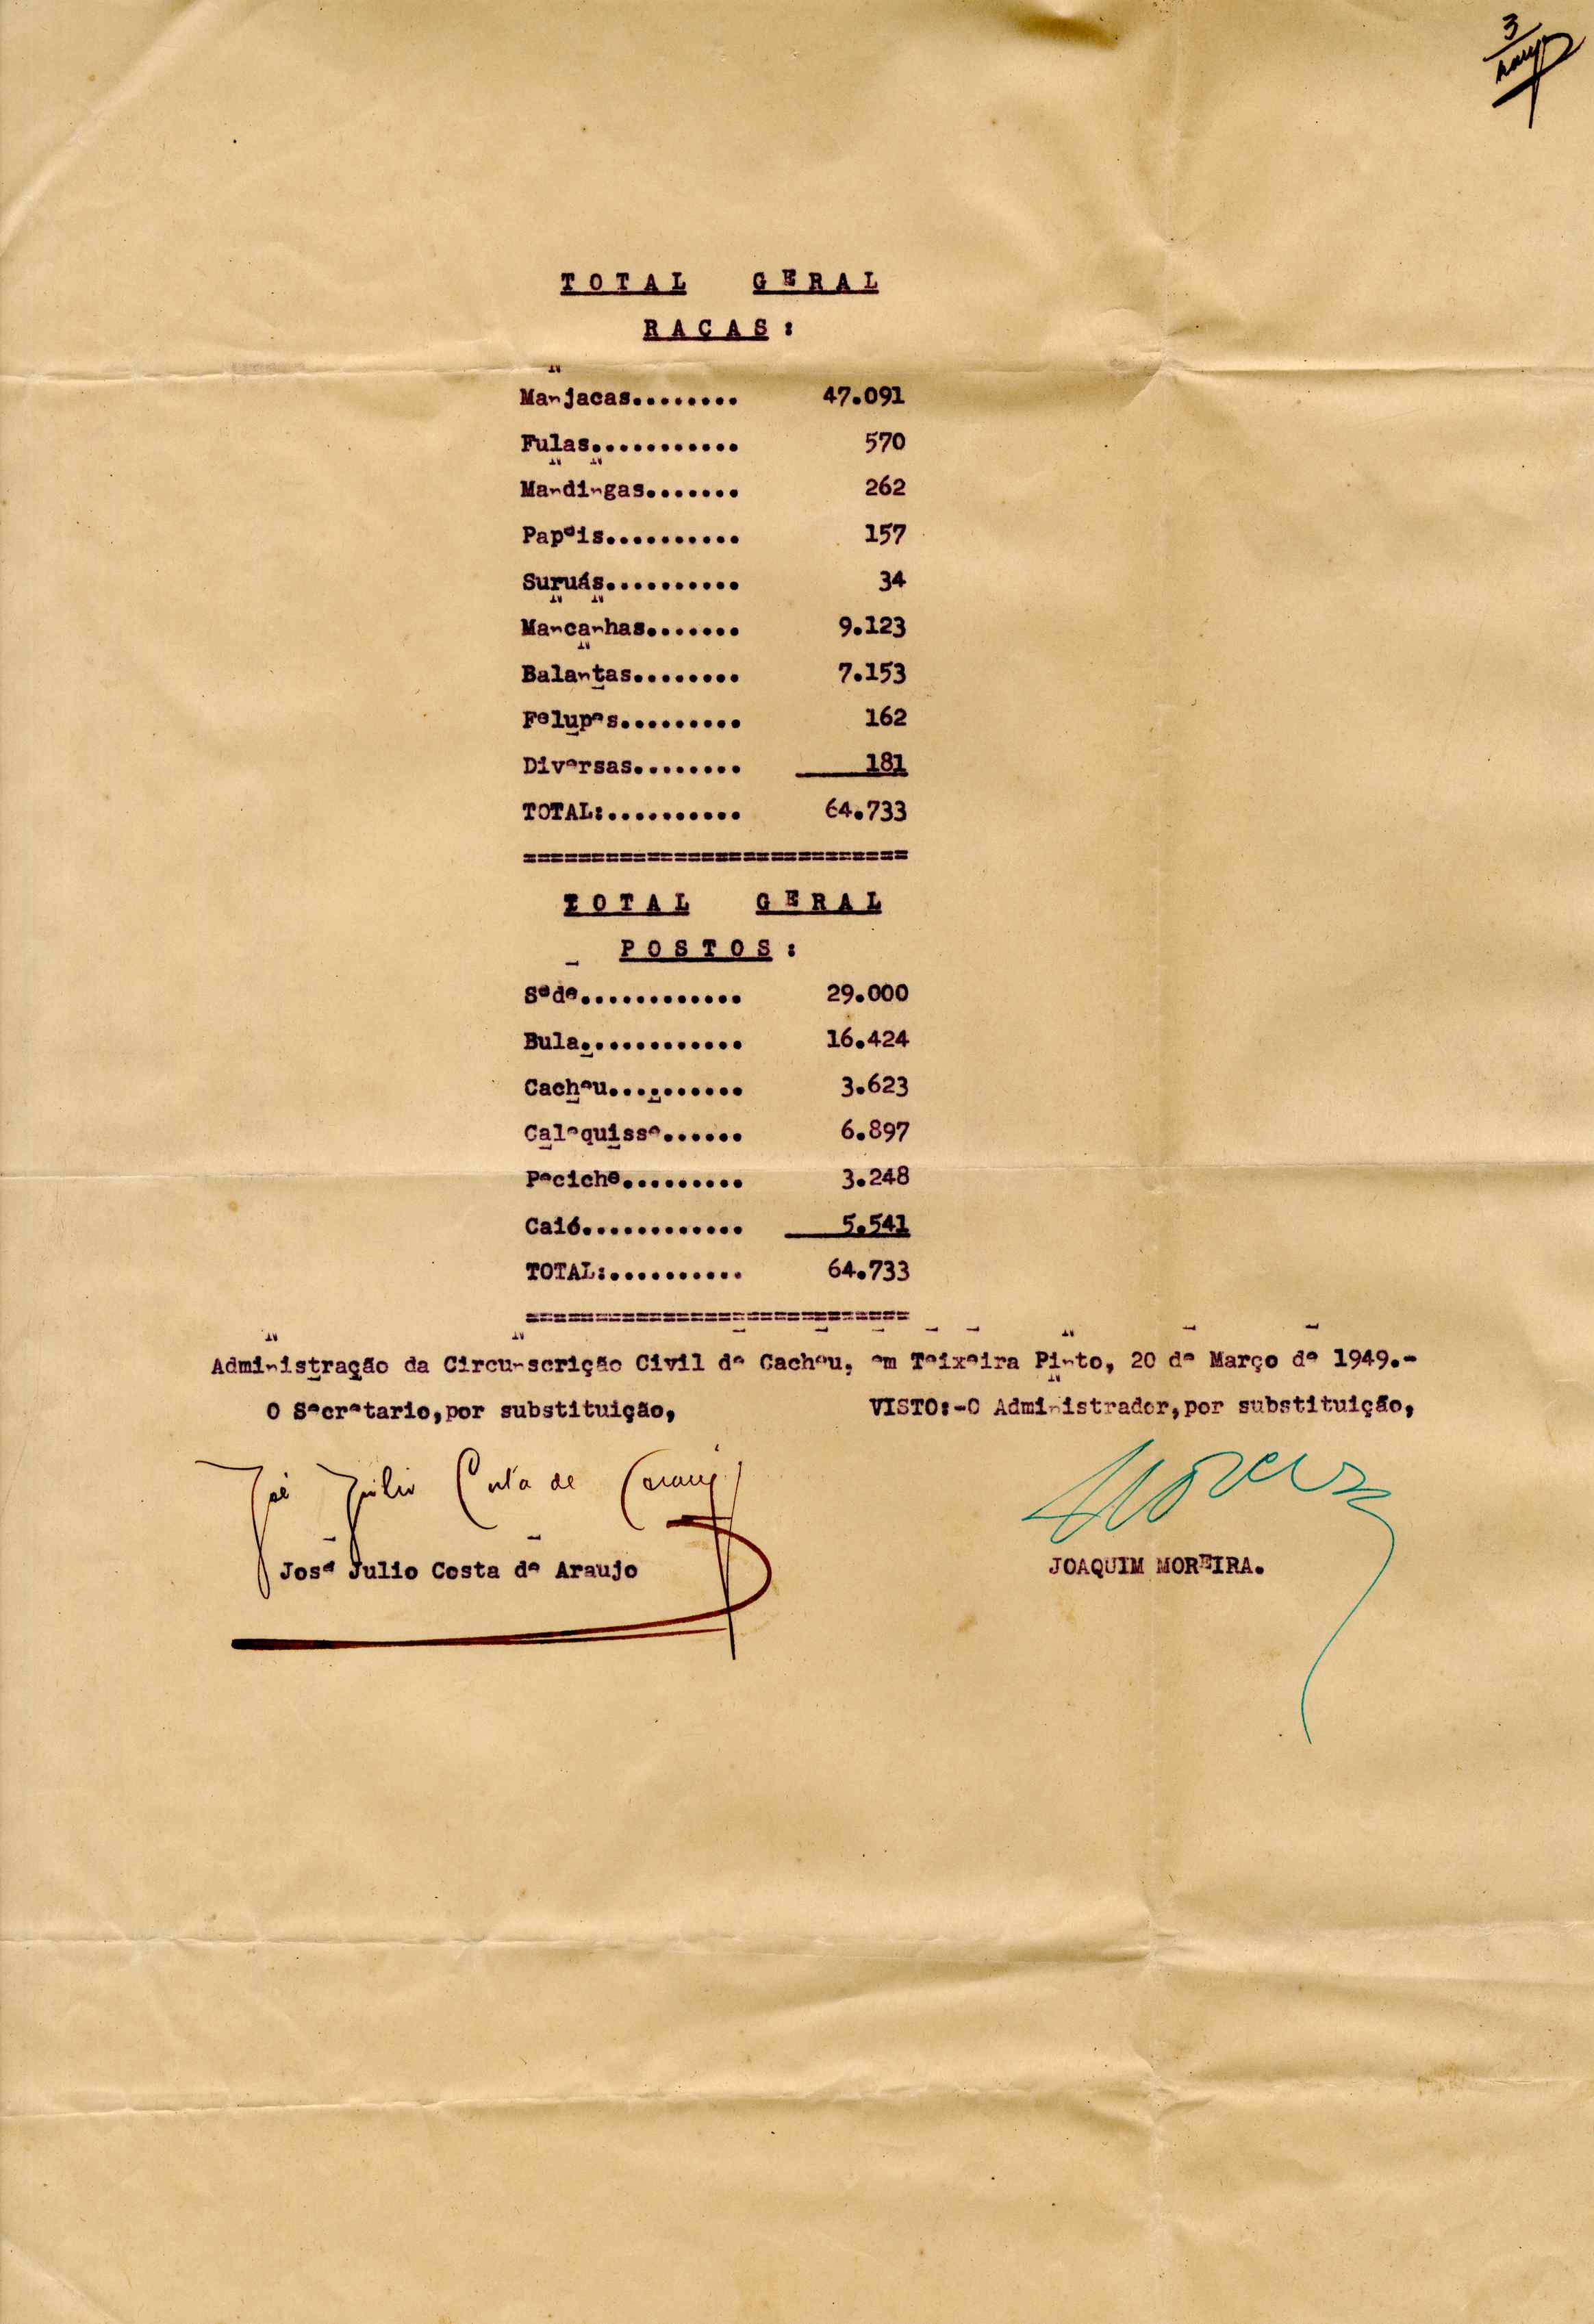 3
TOTAL GERAL
RAÇAS:
Manjacas........ 47.091
Fulas........... 570
Mandingas....... 262
Papéis.......... 157
Suruás.......... 34
Mancanhas....... 9.123
Balantas........ 7.153
Felupes......... 162
Diversas........ 181
TOTAL:.......... 64.733
============================
TOTAL GERAL
POSTOS:
Séde............ 29.000
Bula............ 16.424
Cacheu.......... 3.623
Calequisse...... 6.897
Peciche......... 3.248
Caió............ 5.541
TOTAL:.......... 64.733
============================
Administração da Circunscrição Civil de Cacheu, em Teixeira Pinto, 20 de Março de 1949.-
O Secretario,por substituição, VISTO:-O Administrador,por substituição,
José Júlio Costa de Araujo
José Julio Costa de Araujo JOAQUIM MOREIRA.